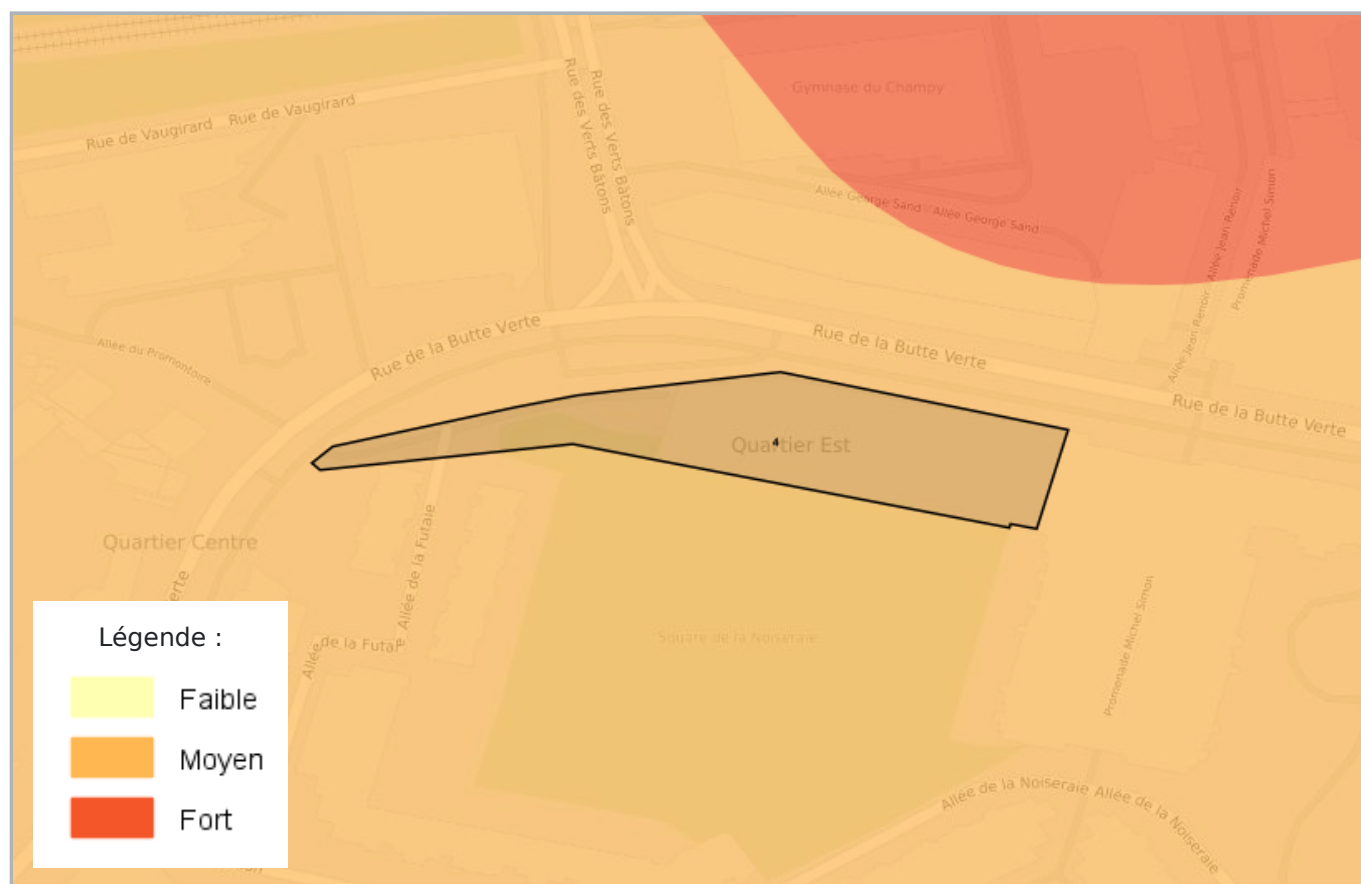 Gymnase du Champy
Rue de Vaugirard
Rue de Vaugirard
Rue des Verts Bâtons
Rue des Verts Bâtons
Allée George Sand
Allée George Sand
Allée Jean Renoir
Allée Jean Renoir
Promenade Michel Simon
Rue de la Butte Verte
Rue de la Butte Verte
Rue de la Butte Verte
Allée du Promontoire
Quartier Est
4
Quartier Centre
erte
Allée de la Futaie
Allée de la Futaie
Square de la Noiseraie
Promenade Michel Simon
Allée de la Noiseraie
Allée de la Noiseraie
Légende :
Faible
Moyen
Fort